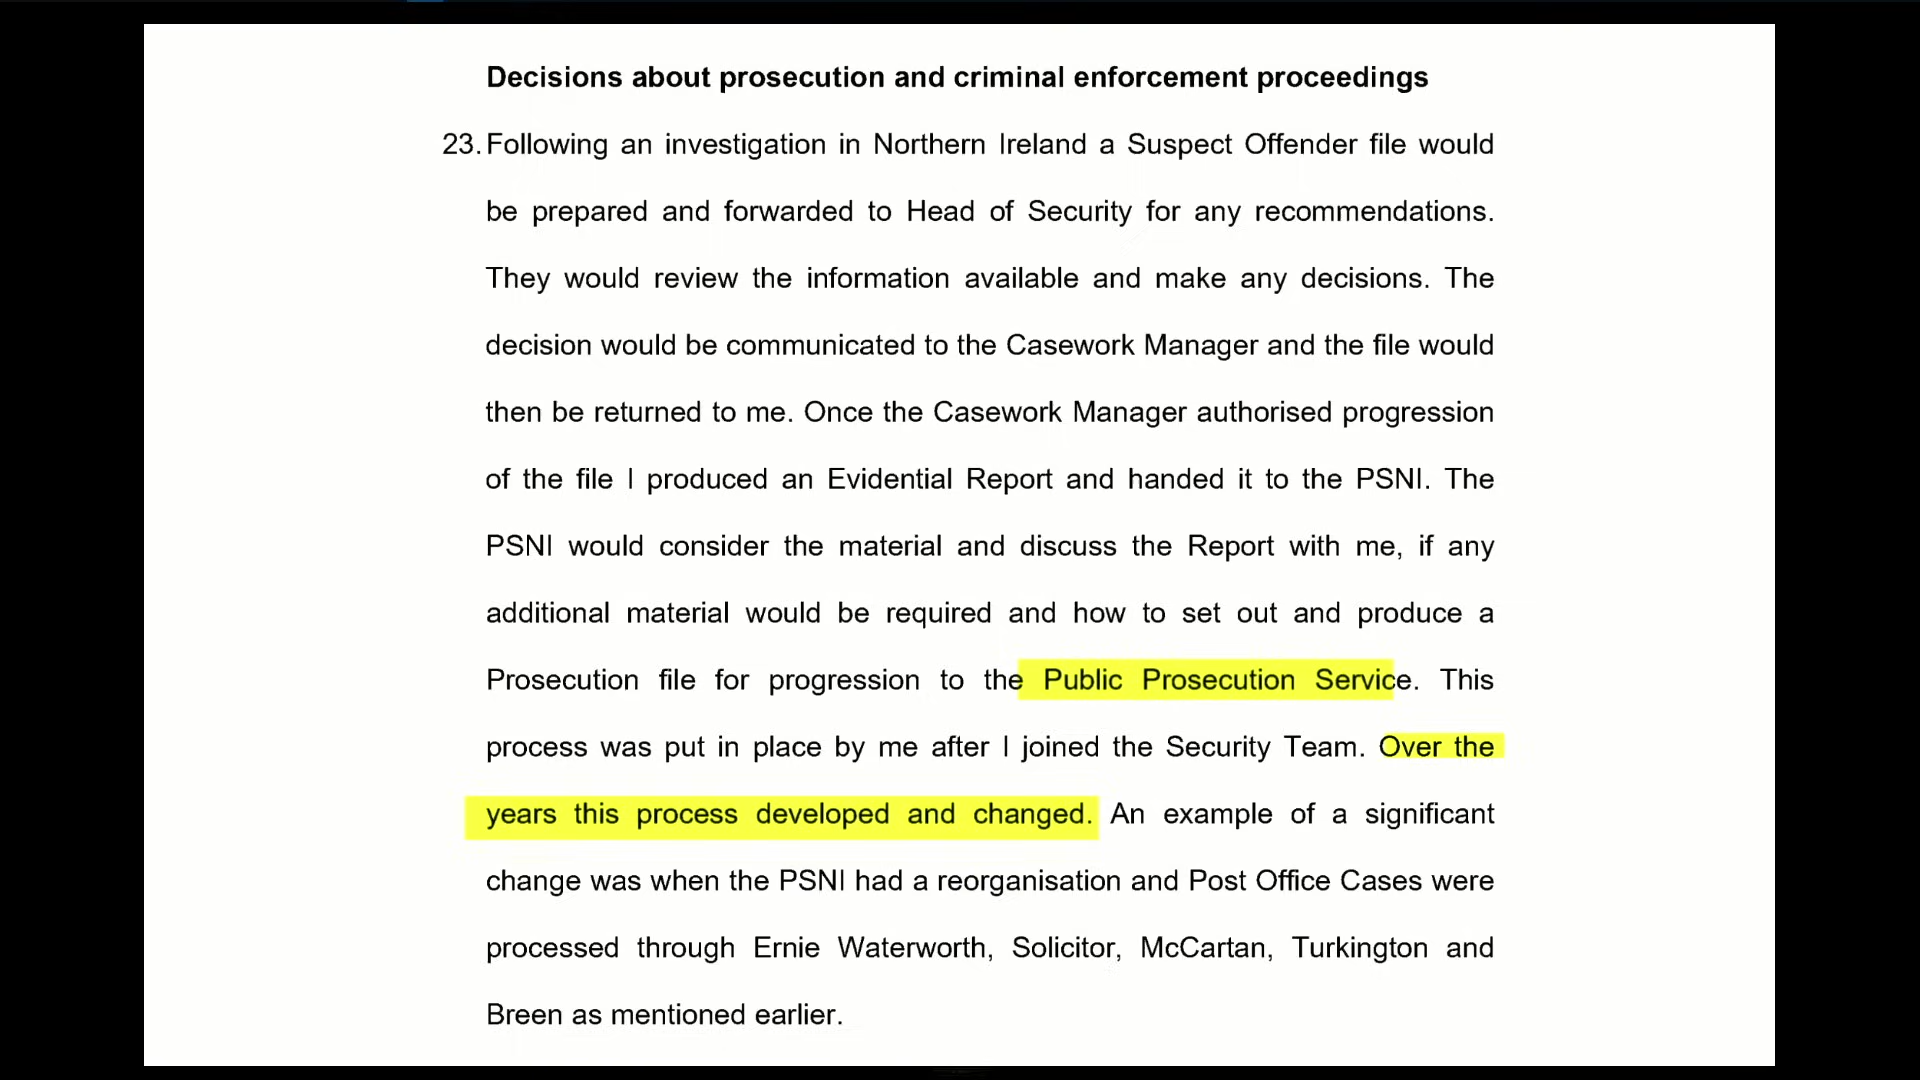 Decisions about prosecution and criminal enforcement proceedings
23. Following an investigation in Northern Ireland a Suspect Offender file would
be prepared and forwarded to Head of Security for any recommendations.
They would review the information available and make any decisions. The
decision would be communicated to the Casework Manager and the file would
then be returned to me. Once the Casework Manager authorised progression
of the file I produced an Evidential Report and handed it to the PSNI. The
PSNI would consider the material and discuss the Report with me, if any
additional material would be required and how to set out and produce a
Prosecution file for progression to the Public Prosecution Service. This
process was put in place by me after I joined the Security Team. Over the
years this process developed and changed. An example of a significant
change was when the PSNI had a reorganisation and Post Office Cases were
processed through Ernie Waterworth, Solicitor, McCartan, Turkington and
Breen as mentioned earlier.